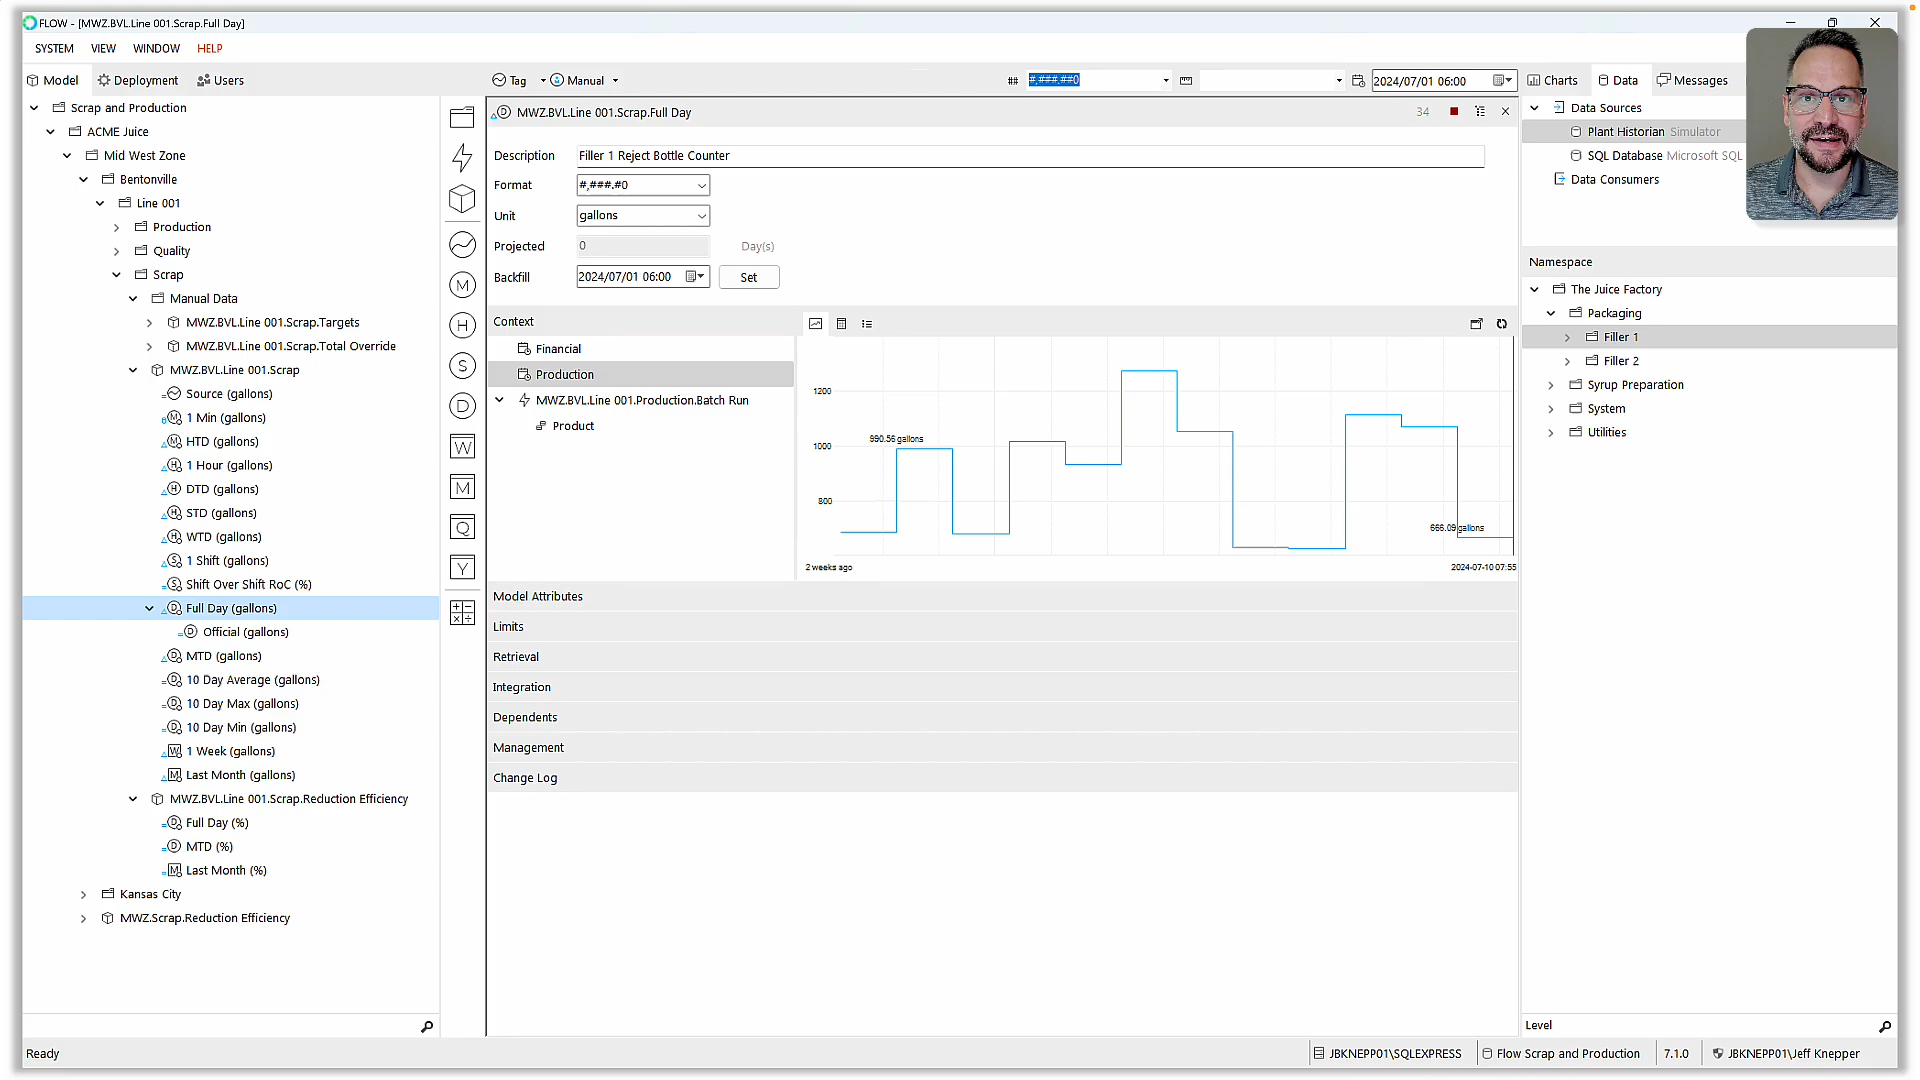 FLOW - [MWZ.BVL.Line 001.Scrap.Full Day]
SYSTEM VIEW WINDOW HELP
Model Deployment Users
Tag Manual
## #,###.##0
2024/07/01 06:00
Charts Data Messages
Scrap and Production
ACME Juice
Mid West Zone
Bentonville
Line 001
Production
Quality
Scrap
Manual Data
MWZ.BVL.Line 001.Scrap.Targets
MWZ.BVL.Line 001.Scrap.Total Override
MWZ.BVL.Line 001.Scrap
Source (gallons)
1 Min (gallons)
HTD (gallons)
1 Hour (gallons)
DTD (gallons)
STD (gallons)
WTD (gallons)
1 Shift (gallons)
Shift Over Shift RoC (%)
Full Day (gallons)
Official (gallons)
MTD (gallons)
10 Day Average (gallons)
10 Day Max (gallons)
10 Day Min (gallons)
1 Week (gallons)
Last Month (gallons)
MWZ.BVL.Line 001.Scrap.Reduction Efficiency
Full Day (%)
MTD (%)
Last Month (%)
Kansas City
MWZ.Scrap.Reduction Efficiency
M
H
S
D
W
M
Q
Y
MWZ.BVL.Line 001.Scrap.Full Day
34
Description Filler 1 Reject Bottle Counter
Format #,###.#0
Unit gallons
Projected 0 Day(s)
Backfill 2024/07/01 06:00 Set
Context
Financial
Production
MWZ.BVL.Line 001.Production.Batch Run
Product
1200
1000
800
990.56 gallons
666.09 gallons
2 weeks ago
2024-07-10 07:55
Model Attributes
Limits
Retrieval
Integration
Dependents
Management
Change Log
Data Sources
Plant Historian Simulator
SQL Database Microsoft SQL
Data Consumers
Namespace
The Juice Factory
Packaging
Filler 1
Filler 2
Syrup Preparation
System
Utilities
Level
Ready
JBKNEPP01\SQLEXPRESS
Flow Scrap and Production
7.1.0
JBKNEPP01\Jeff Knepper